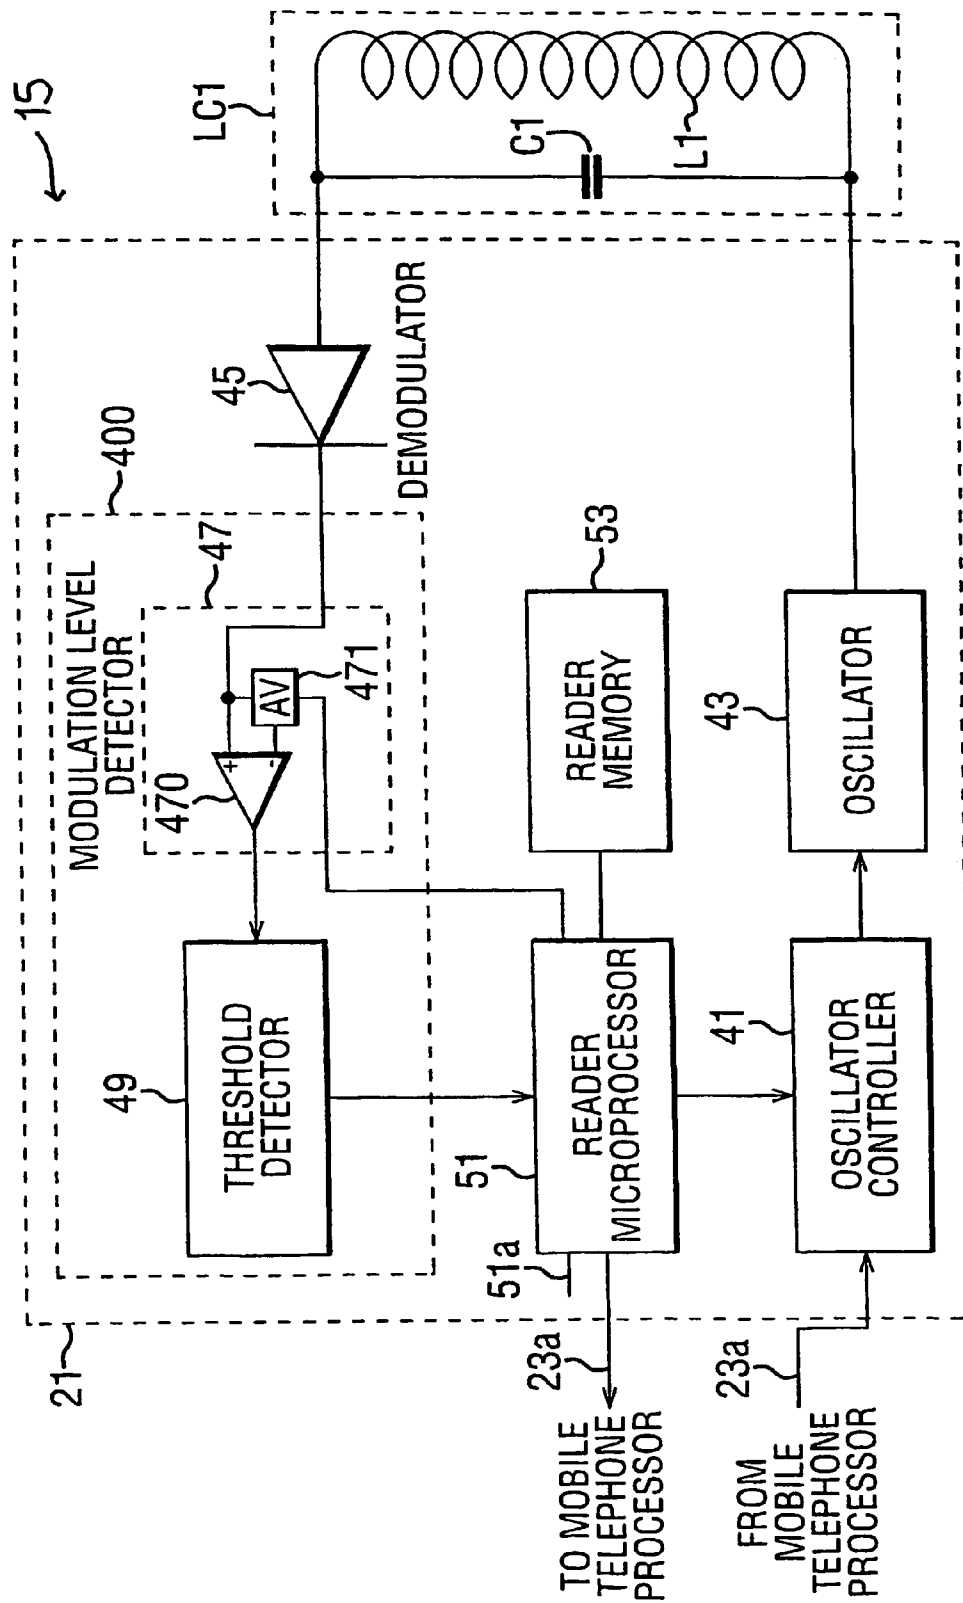 15
LC1
C1
L1
400
45
DEMODULATOR
MODULATION LEVEL
DETECTOR
47
470
AV
471
+
-
49
THRESHOLD
DETECTOR
53
READER
MEMORY
51
51a
READER
MICROPROCESSOR
43
OSCILLATOR
41
OSCILLATOR
CONTROLLER
21
23a
TO MOBILE
TELEPHONE
PROCESSOR
23a
FROM
MOBILE
TELEPHONE
PROCESSOR